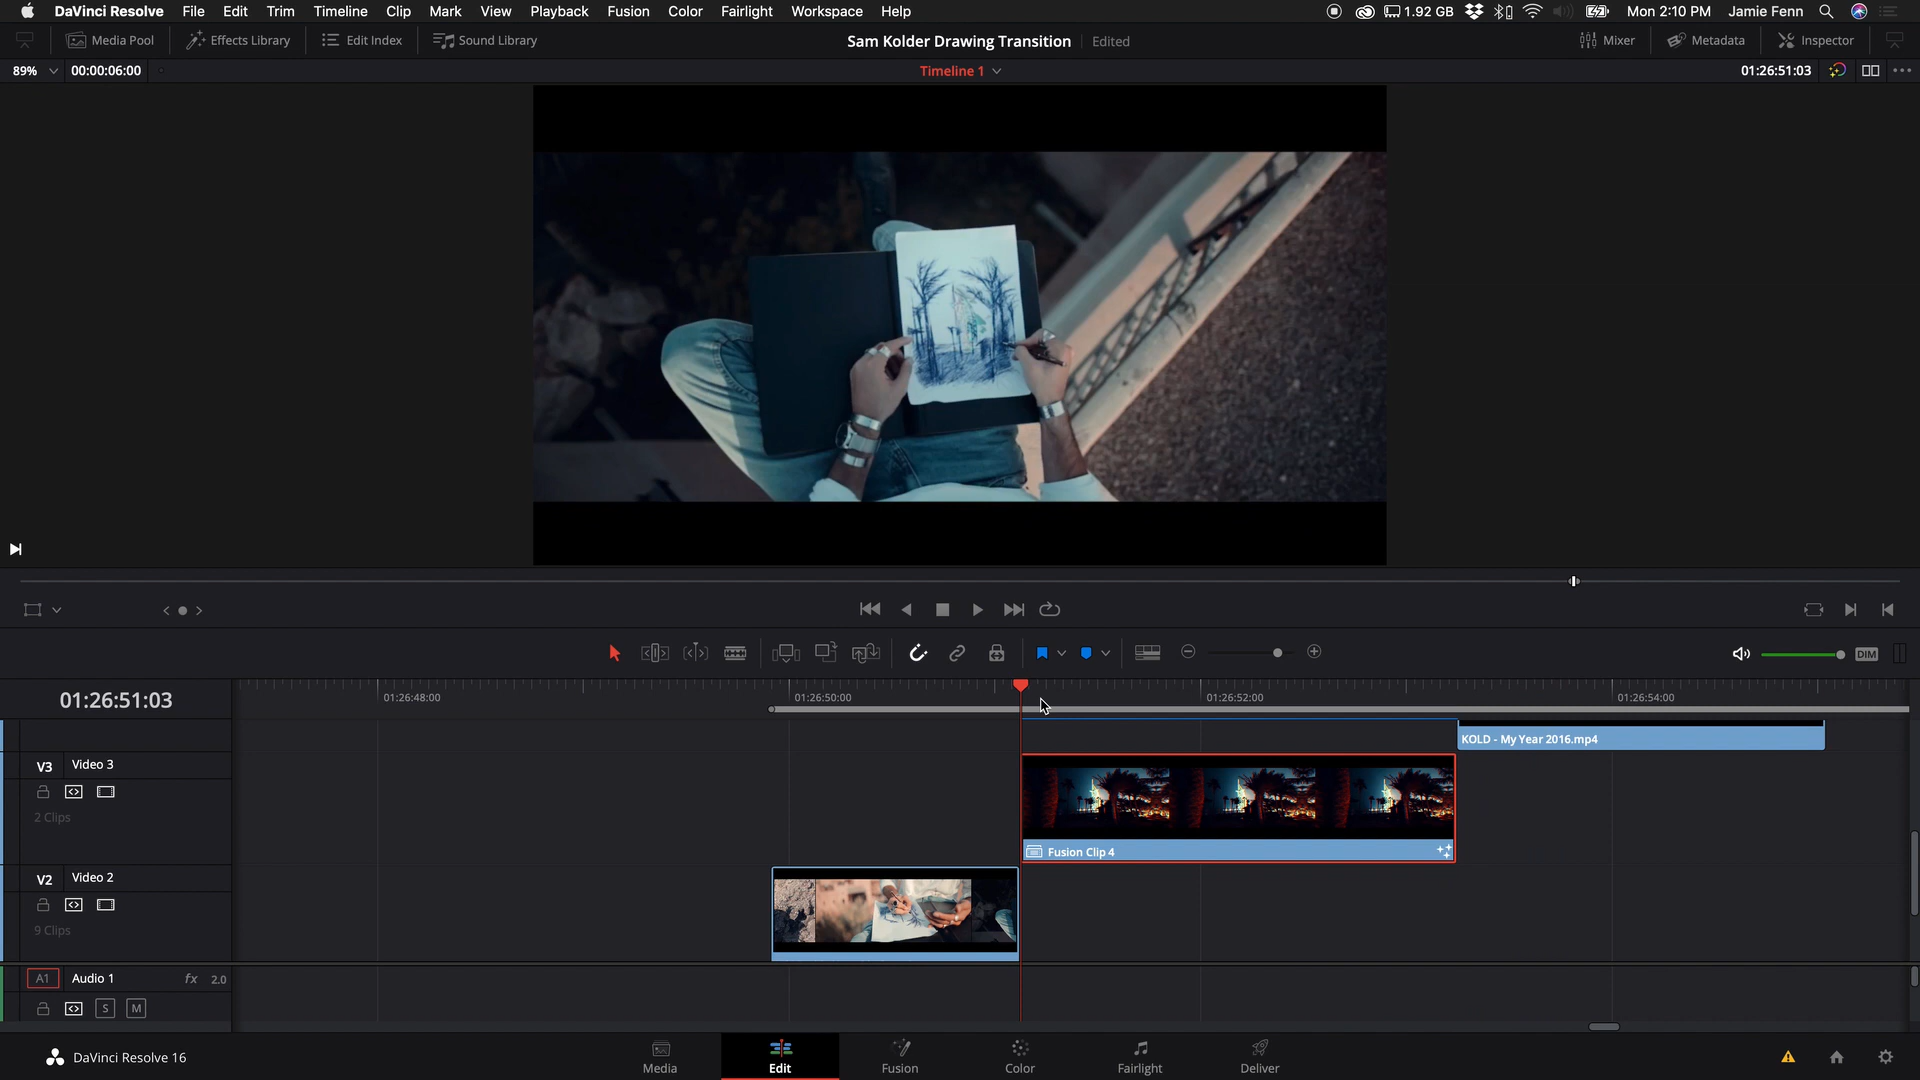 DaVinci Resolve File Edit Trim Timeline Clip Mark View Playback Fusion Color Fairlight Workspace Help 1.92 GB Mon 2:10 PM Jamie Fenn
Media Pool Effects Library Edit Index Sound Library Sam Kolder Drawing Transition Edited Mixer Metadata Inspector
89% 00:00:06:00 Timeline 1 01:26:51:03
DIM
01:26:51:03 01:26:48:00 01:26:50:00 01:26:52:00 01:26:54:00
KOLD - My Year 2016.mp4
V3 Video 3
2 Clips
Fusion Clip 4
V2 Video 2
9 Clips
A1 Audio 1 fx 2.0
S M
DaVinci Resolve 16 Media Edit Fusion Color Fairlight Deliver